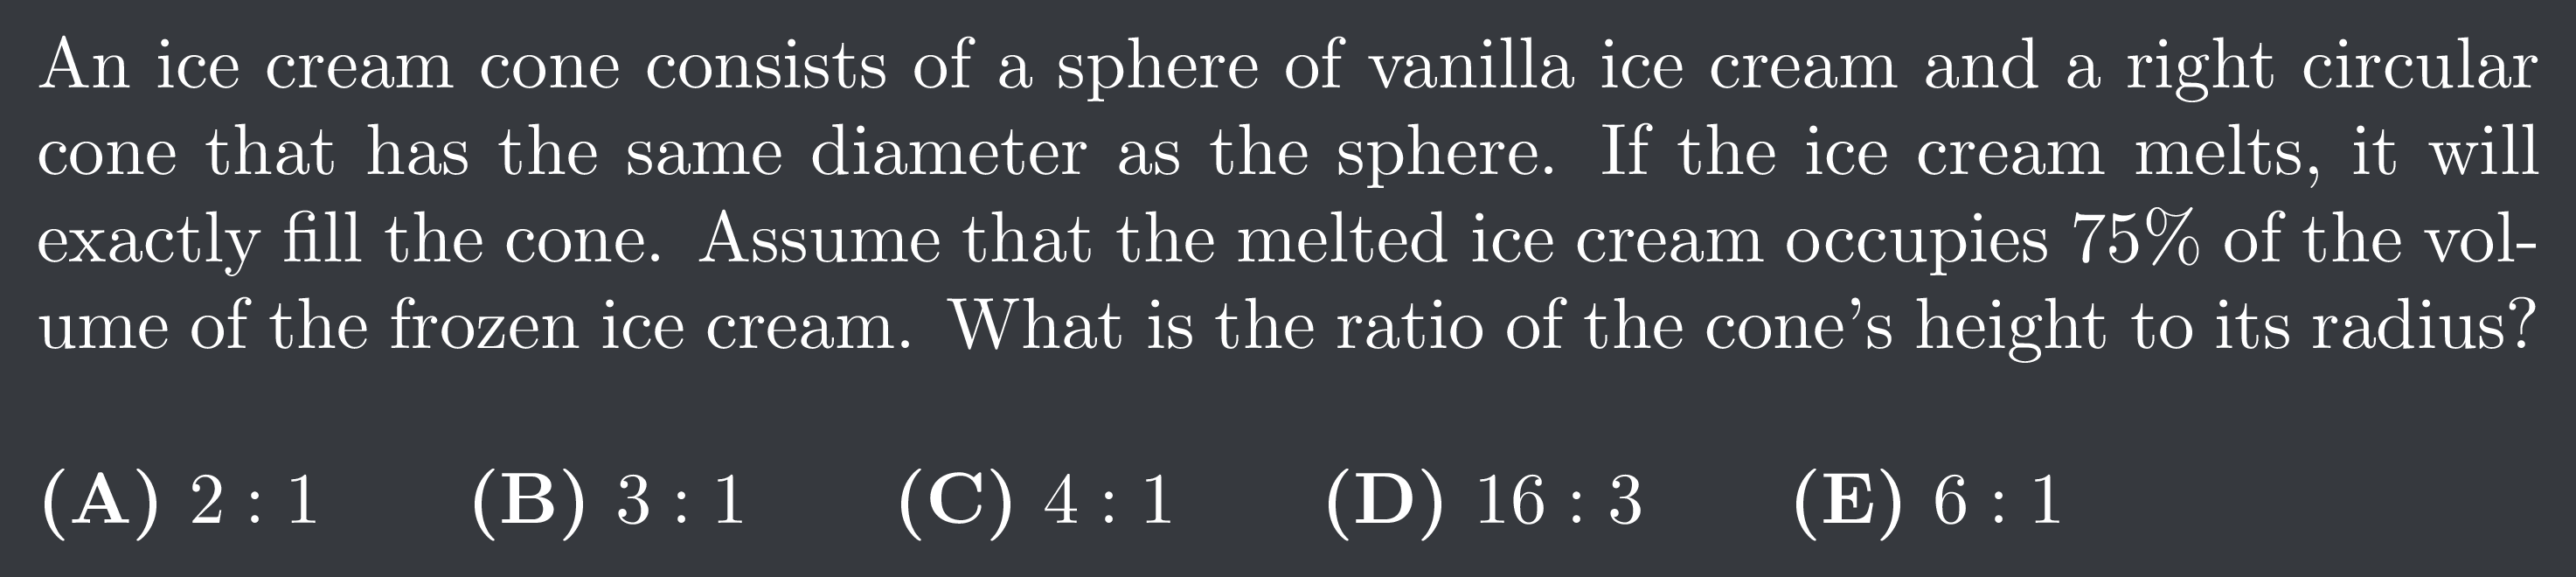 An ice cream cone consists of a sphere of vanilla ice cream and a right circular
cone that has the same diameter as the sphere. If the ice cream melts, it will
exactly fill the cone. Assume that the melted ice cream occupies 75% of the vol-
ume of the frozen ice cream. What is the ratio of the cone's height to its radius?
(A) 2 : 1 (B) 3 : 1 (C) 4 : 1 (D) 16 : 3 (E) 6 : 1